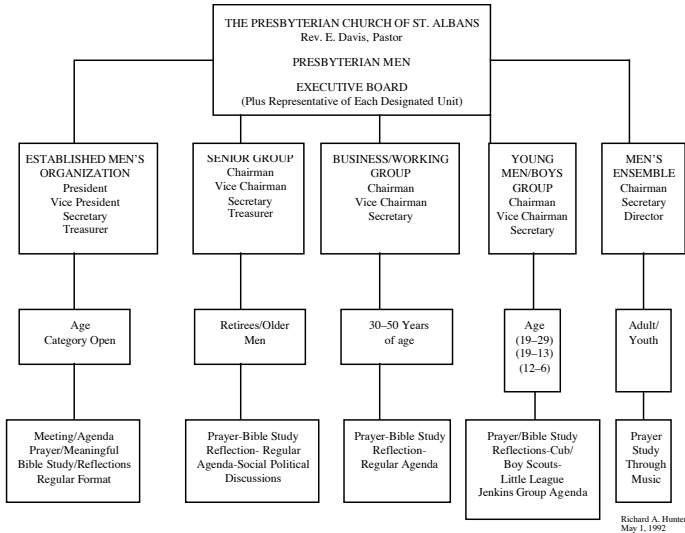 THE PRESBYTERIAN CHURCH OF ST. ALBANS
Rev. E. Davis, Pastor
PRESBYTERIAN MEN
EXECUTIVE BOARD
(Plus Representative of Each Designated Unit)
ESTABLISHED MEN'S
ORGANIZATION
President
Vice President
Secretary
Treasurer
SENIOR GROUP
Chairman
Vice Chairman
Secretary
Treasurer
BUSINESS/WORKING
GROUP
Chairman
Vice Chairman
Secretary
YOUNG
MEN/BOYS
GROUP
Chairman
Vice Chairman
Secretary
MEN'S
ENSEMBLE
Chairman
Secretary
Director
Age
Category Open
Retirees/Older
Men
30–50 Years
of age
Age
(19–29)
(19–13)
(12–6)
Adult/
Youth
Meeting/Agenda
Prayer/Meaningful
Bible Study/Reflections
Regular Format
Prayer-Bible Study
Reflection- Regular
Agenda-Social Political
Discussions
Prayer-Bible Study
Reflection-
Regular Agenda
Prayer/Bible Study
Reflections-Cub/
Boy Scouts-
Little League
Jenkins Group Agenda
Prayer
Study
Through
Music
Richard A. Hunter
May 1, 1992